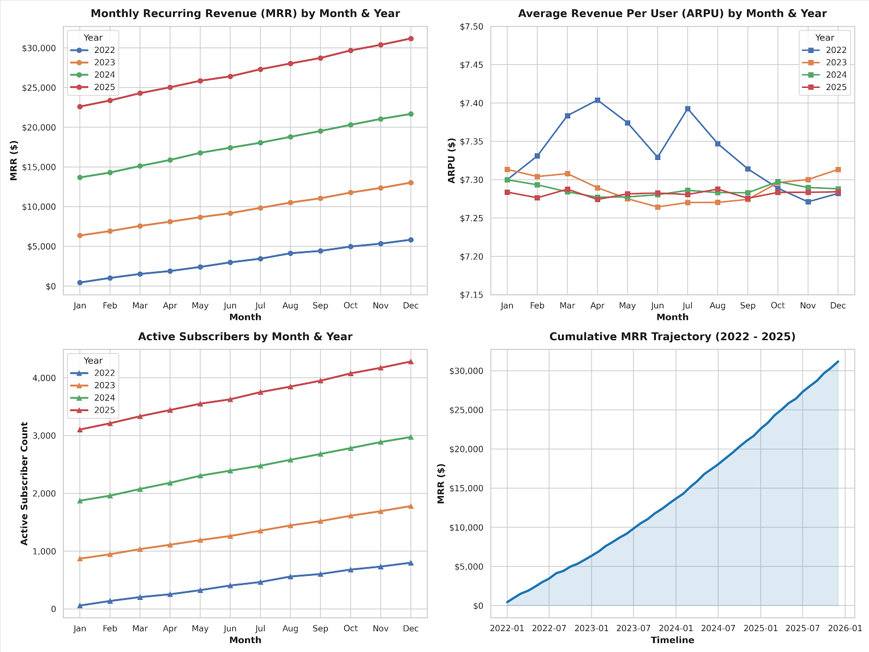 Monthly Recurring Revenue (MRR) by Month & Year
MRR ($)
$30,000
$25,000
$20,000
$15,000
$10,000
$5,000
$0
Year
2022
2023
2024
2025
Jan Feb Mar Apr May Jun Jul Aug Sep Oct Nov Dec
Month
Average Revenue Per User (ARPU) by Month & Year
ARPU ($)
$7.50
$7.45
$7.40
$7.35
$7.30
$7.25
$7.20
$7.15
Year
2022
2023
2024
2025
Jan Feb Mar Apr May Jun Jul Aug Sep Oct Nov Dec
Month
Active Subscribers by Month & Year
Active Subscriber Count
4,000
3,000
2,000
1,000
0
Year
2022
2023
2024
2025
Jan Feb Mar Apr May Jun Jul Aug Sep Oct Nov Dec
Month
Cumulative MRR Trajectory (2022 - 2025)
MRR ($)
$30,000
$25,000
$20,000
$15,000
$10,000
$5,000
$0
2022-01 2022-07 2023-01 2023-07 2024-01 2024-07 2025-01 2025-07 2026-01
Timeline